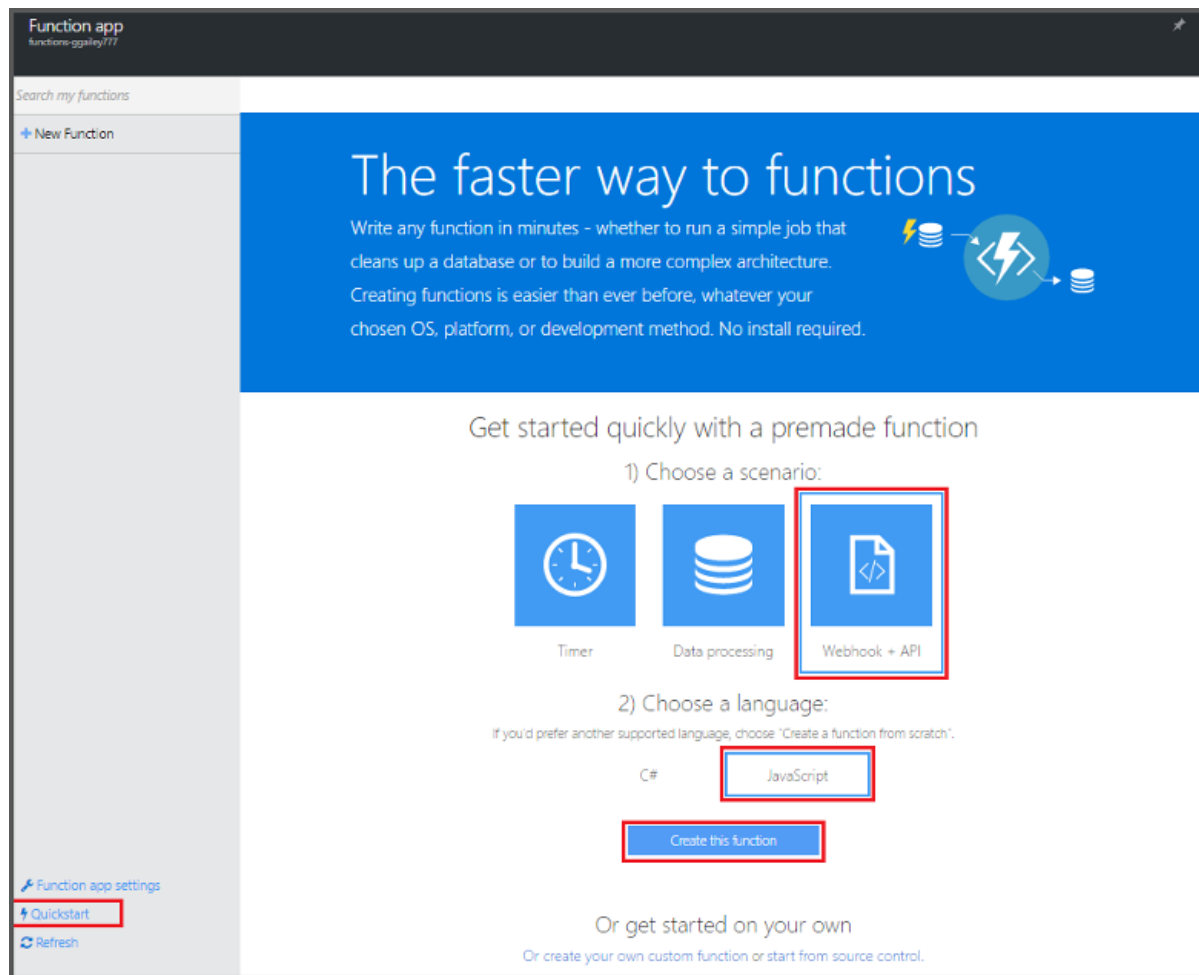 Function app
functions-ggailey777
Search my functions
+ New Function
The faster way to functions
Write any function in minutes - whether to run a simple job that
cleans up a database or to build a more complex architecture.
Creating functions is easier than ever before, whatever your
chosen OS, platform, or development method. No install required.
Get started quickly with a premade function
1) Choose a scenario:
Timer
Data processing
Webhook + API
2) Choose a language:
If you'd prefer another supported language, choose "Create a function from scratch".
C#
JavaScript
Create this function
Function app settings
Quickstart
Refresh
Or get started on your own
Or create your own custom function or start from source control.